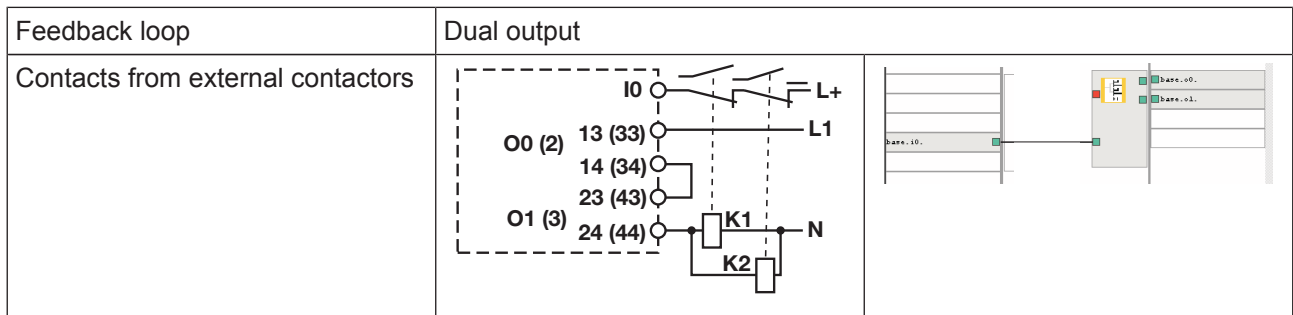 Feedback loop
Dual output
Contacts from external contactors
I0
L+
13 (33)
L1
O0 (2)
14 (34)
23 (43)
O1 (3)
24 (44)
K1
N
K2
base.o0.
base.o1.
base.i0.